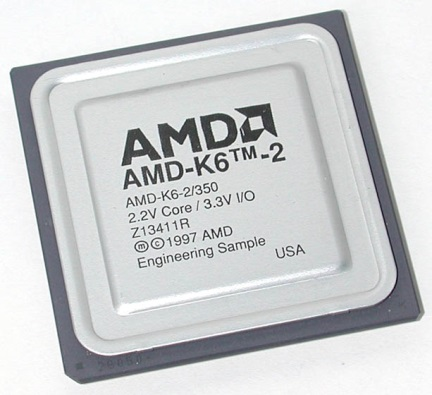 AMD
AMD-K6™-2
AMD-K6-2/350
2.2V Core / 3.3V I/O
Z13411R
ⓜ © 1997 AMD
Engineering Sample
USA